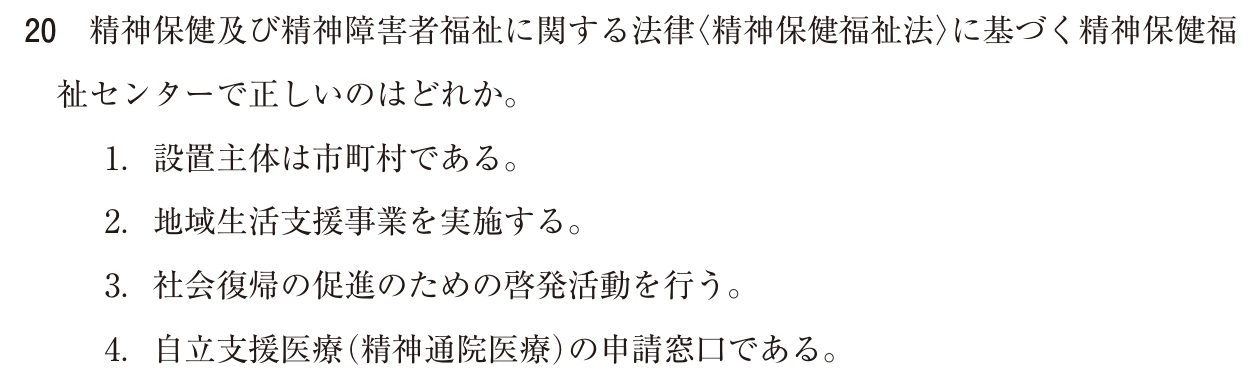 20　精神保健及び精神障害者福祉に関する法律〈精神保健福祉法〉に基づく精神保健福
祉センターで正しいのはどれか。
1. 設置主体は市町村である。
2. 地域生活支援事業を実施する。
3. 社会復帰の促進のための啓発活動を行う。
4. 自立支援医療(精神通院医療)の申請窓口である。